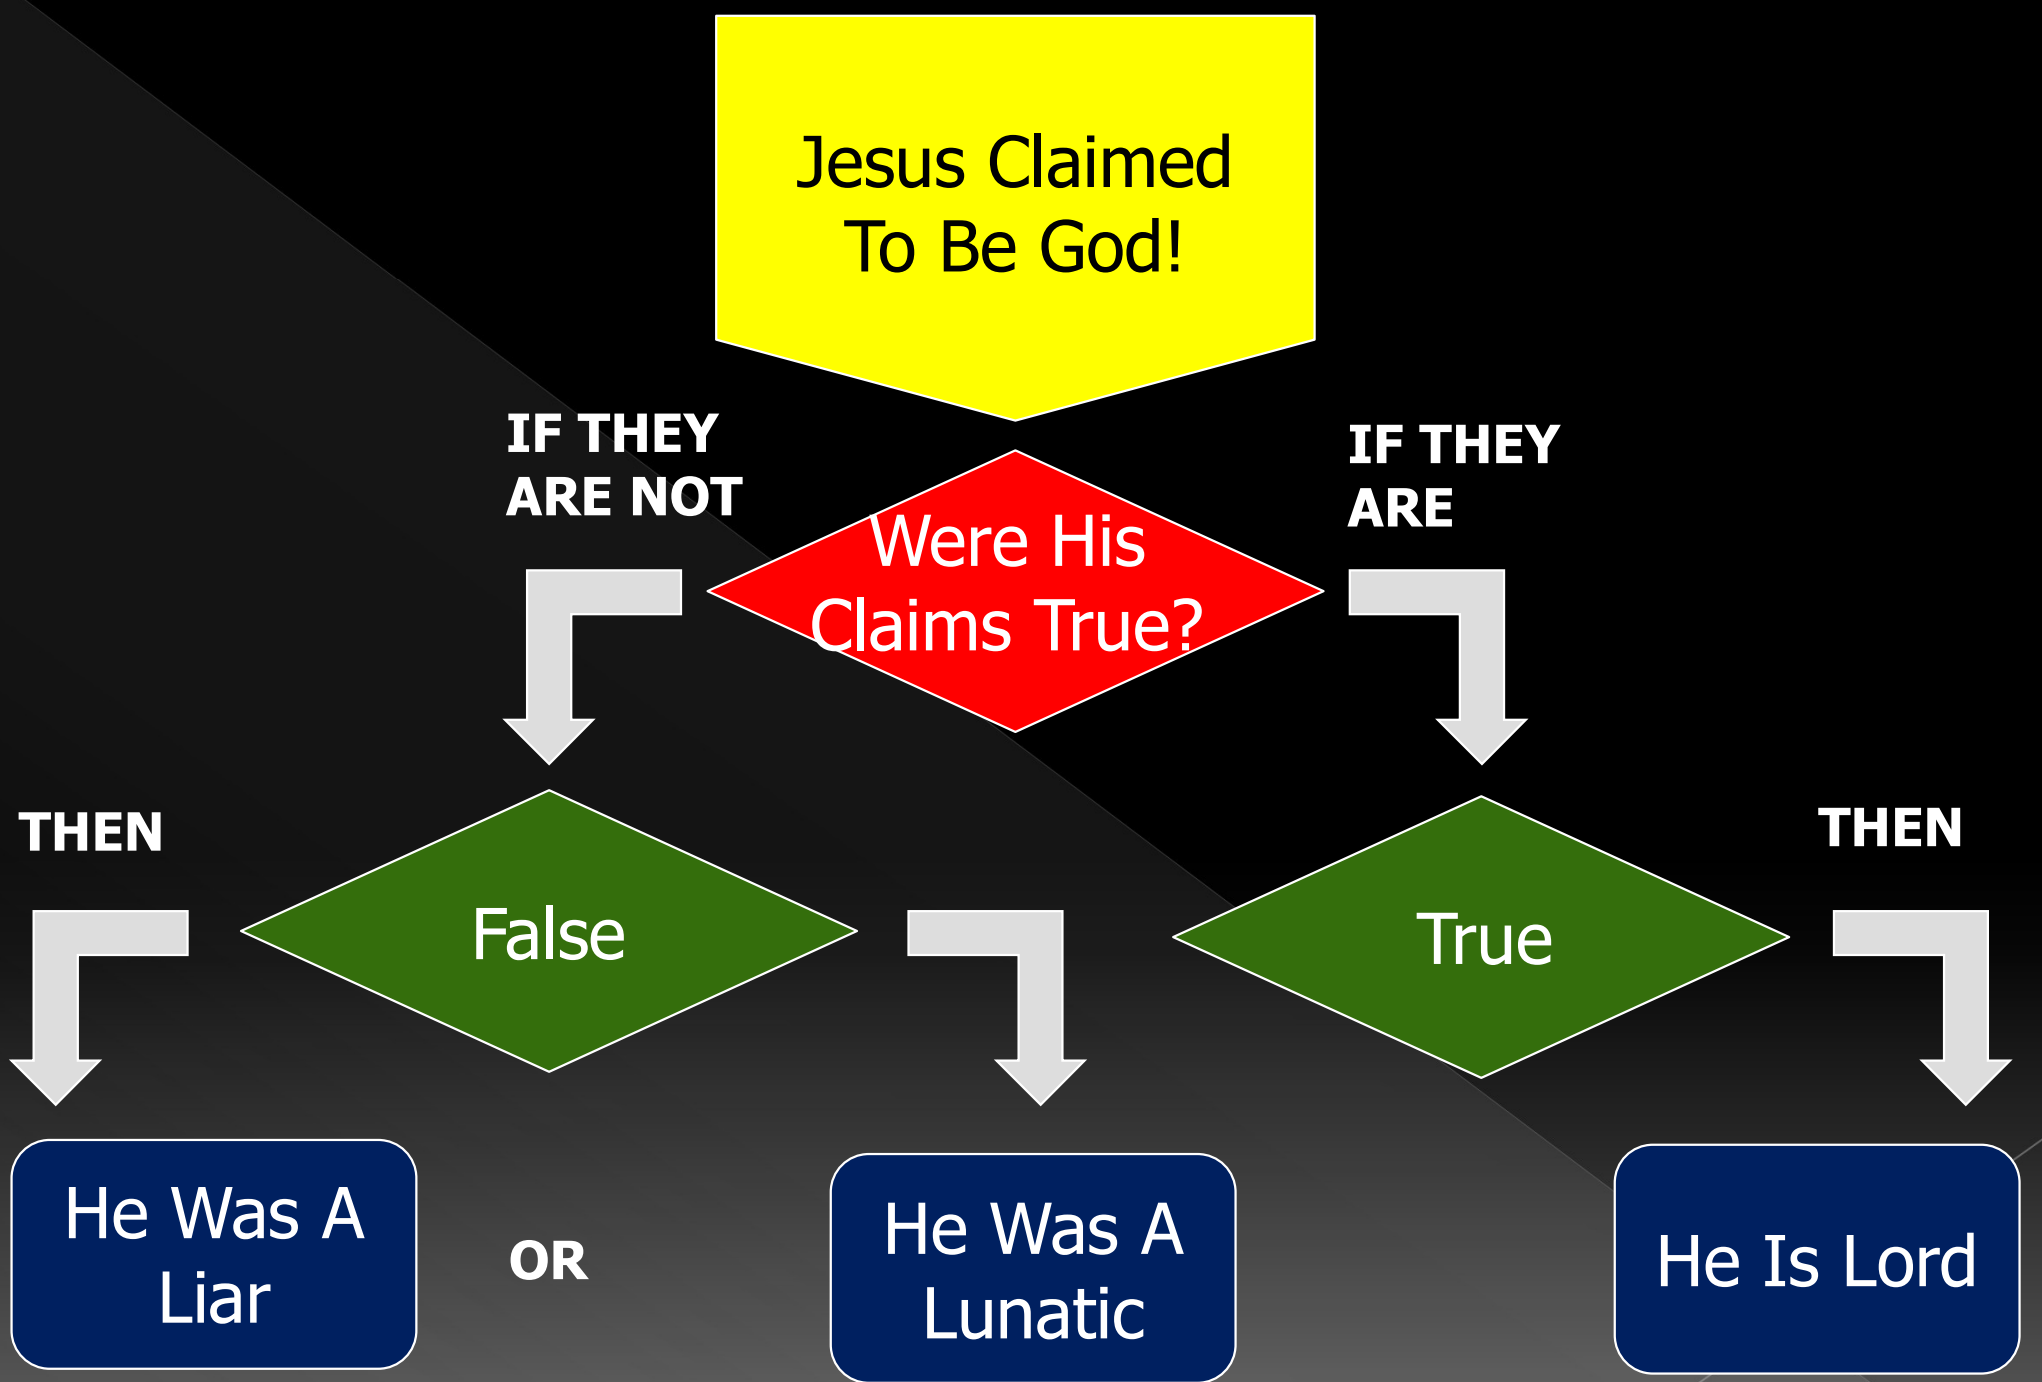 Jesus Claimed
To Be God!
IF THEY
ARE NOT
IF THEY
ARE
Were His
Claims True?
THEN
False
True
THEN
He Was A
Liar
OR
He Was A
Lunatic
He Is Lord